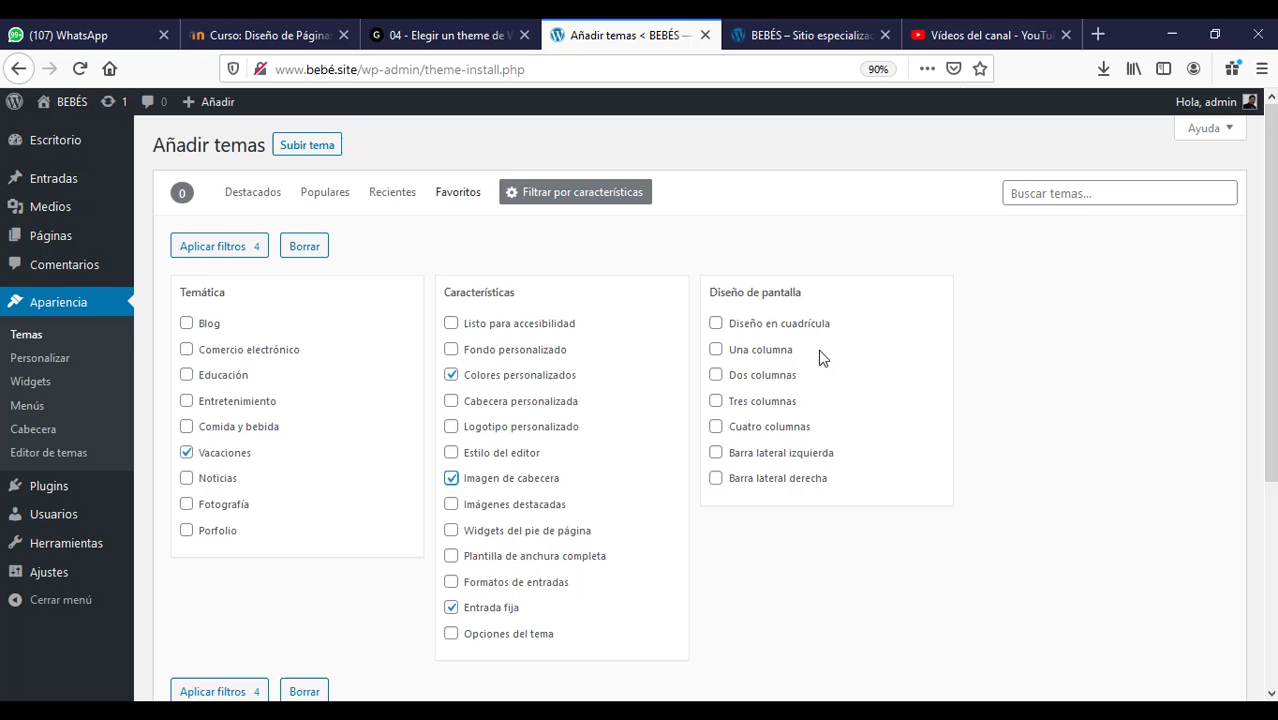 (107) WhatsApp
Curso: Diseño de Página
04 - Elegir un theme de W
Añadir temas < BEBÉS —
BEBÉS – Sitio especializa
Vídeos del canal - YouTu
www.bebé.site/wp-admin/theme-install.php
90%
BEBÉS
1
0
Añadir
Hola, admin
Ayuda
Escritorio
Entradas
Medios
Páginas
Comentarios
Apariencia
Temas
Personalizar
Widgets
Menús
Cabecera
Editor de temas
Plugins
Usuarios
Herramientas
Ajustes
Cerrar menú
Añadir temas
Subir tema
0
Destacados
Populares
Recientes
Favoritos
Filtrar por características
Buscar temas...
Aplicar filtros 4
Borrar
Temática
Blog
Comercio electrónico
Educación
Entretenimiento
Comida y bebida
Vacaciones
Noticias
Fotografía
Porfolio
Características
Listo para accesibilidad
Fondo personalizado
Colores personalizados
Cabecera personalizada
Logotipo personalizado
Estilo del editor
Imagen de cabecera
Imágenes destacadas
Widgets del pie de página
Plantilla de anchura completa
Formatos de entradas
Entrada fija
Opciones del tema
Diseño de pantalla
Diseño en cuadrícula
Una columna
Dos columnas
Tres columnas
Cuatro columnas
Barra lateral izquierda
Barra lateral derecha
Aplicar filtros 4
Borrar